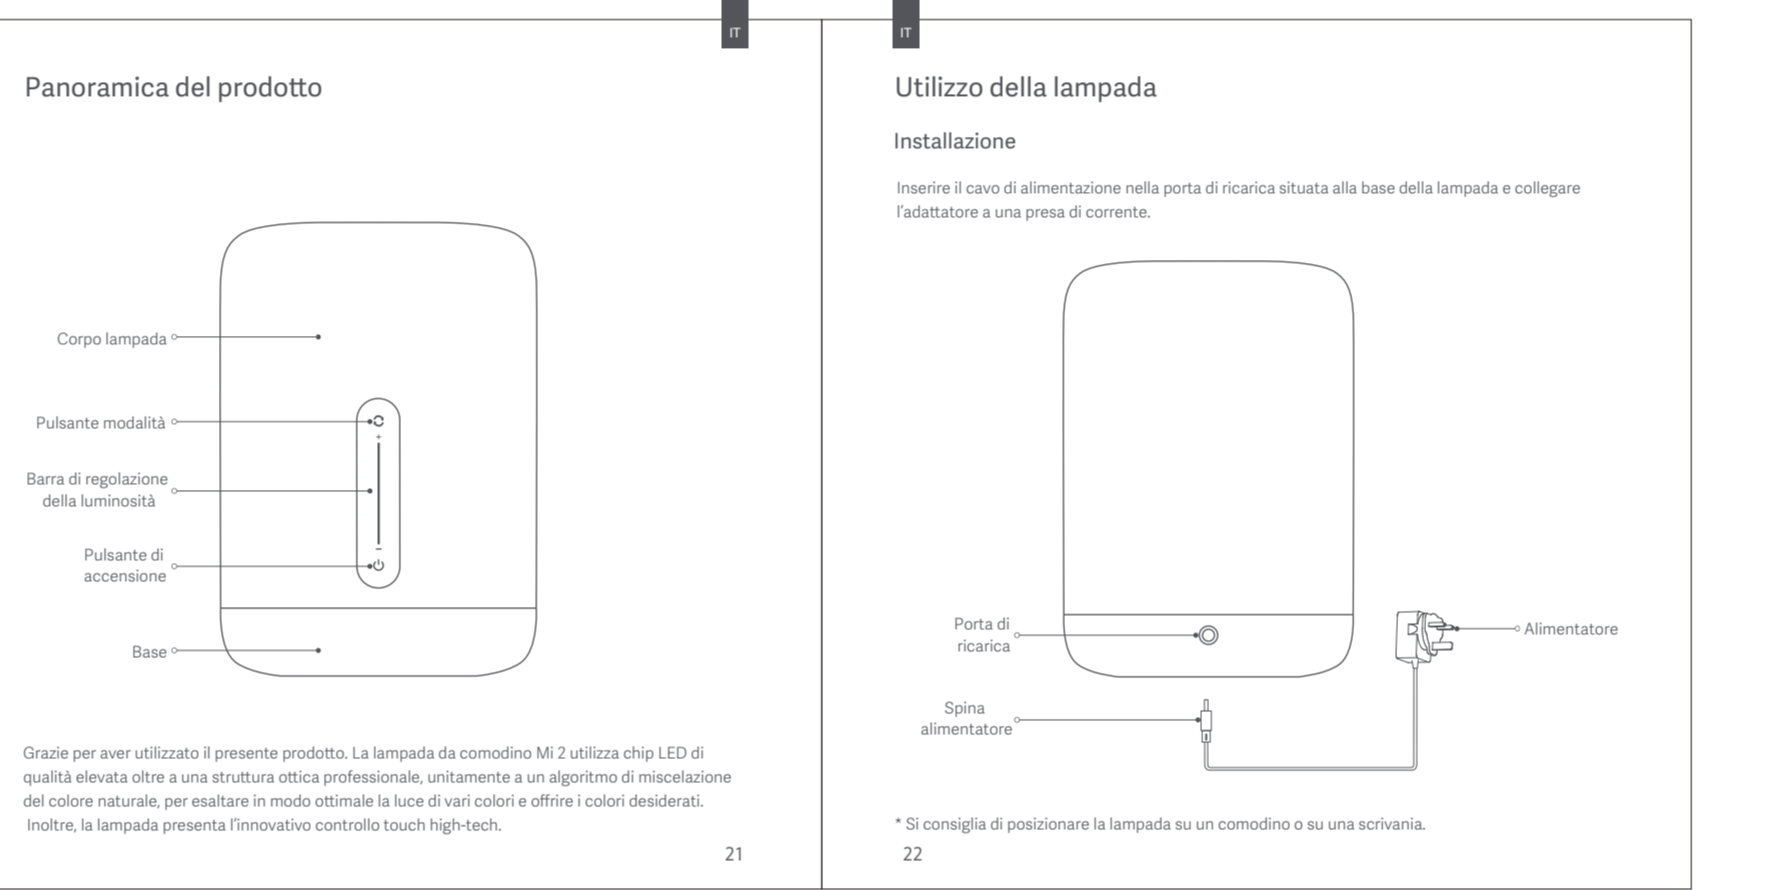 IT
Panoramica del prodotto
Corpo lampada
Pulsante modalità
+
Barra di regolazione
della luminosità
−
Pulsante di
accensione
Base
Grazie per aver utilizzato il presente prodotto. La lampada da comodino Mi 2 utilizza chip LED di
qualità elevata oltre a una struttura ottica professionale, unitamente a un algoritmo di miscelazione
del colore naturale, per esaltare in modo ottimale la luce di vari colori e offrire i colori desiderati.
Inoltre, la lampada presenta l'innovativo controllo touch high-tech.
21
IT
Utilizzo della lampada
Installazione
Inserire il cavo di alimentazione nella porta di ricarica situata alla base della lampada e collegare
l'adattatore a una presa di corrente.
Porta di
ricarica
Alimentatore
Spina
alimentatore
* Si consiglia di posizionare la lampada su un comodino o su una scrivania.
22